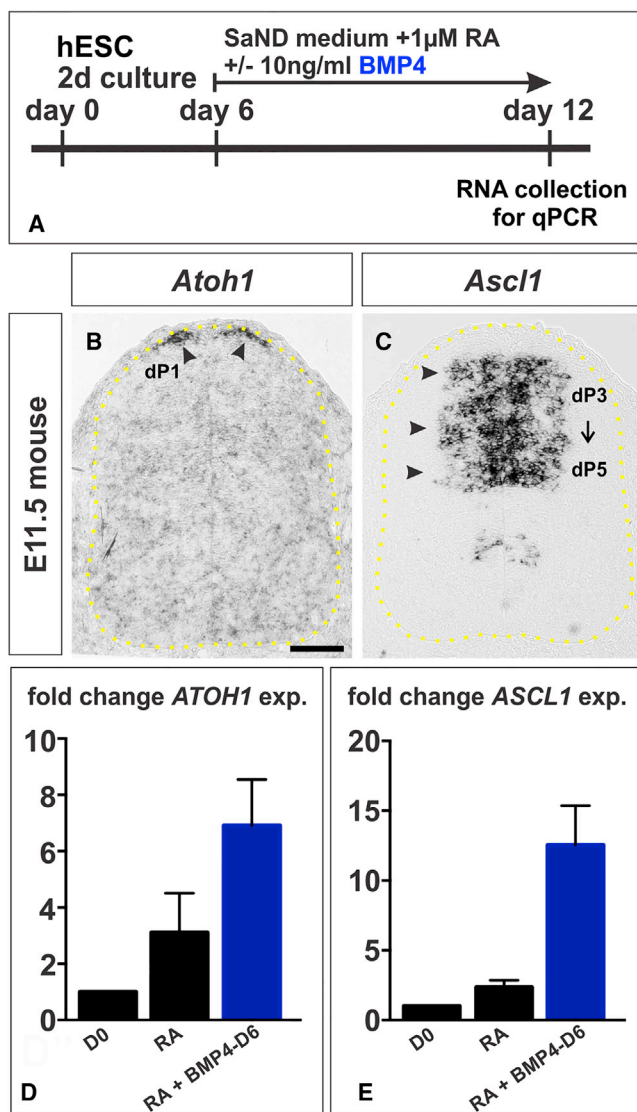 hESC
2d culture
SaND medium +1µM RA
+/- 10ng/ml BMP4
day 0
day 6
day 12
RNA collection
for qPCR
A
Atoh1
Ascl1
E11.5 mouse
B
dP1
C
dP3
dP5
fold change ATOH1 exp.
10
8
6
4
2
0
D0
RA
RA + BMP4-D6
D
fold change ASCL1 exp.
20
15
10
5
0
D0
RA
RA + BMP4-D6
E